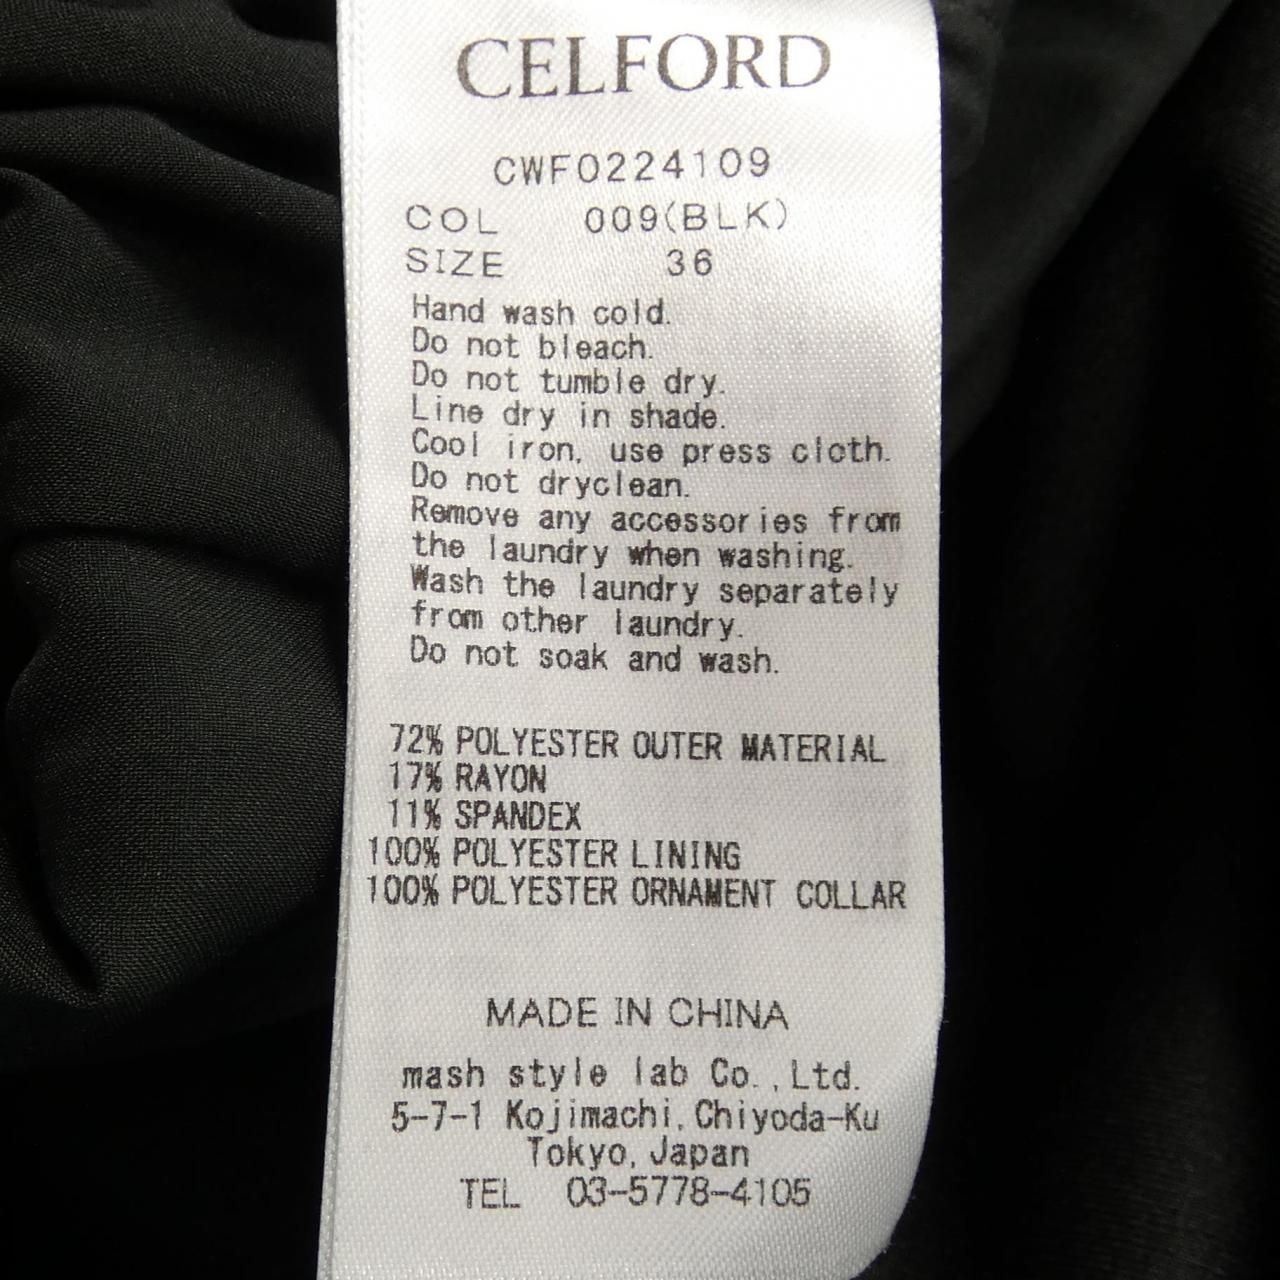 CELFORD
CWF0224109
COL 009(BLK)
SIZE 36
Hand wash cold.
Do not bleach.
Do not tumble dry.
Line dry in shade.
Cool iron, use press cloth.
Do not dryclean.
Remove any accessories from
the laundry when washing.
Wash the laundry separately
from other laundry.
Do not soak and wash.
72% POLYESTER OUTER MATERIAL
17% RAYON
11% SPANDEX
100% POLYESTER LINING
100% POLYESTER ORNAMENT COLLAR
MADE IN CHINA
mash style lab Co.,Ltd.
5-7-1 Kojimachi,Chiyoda-Ku
Tokyo,Japan
TEL 03-5778-4105